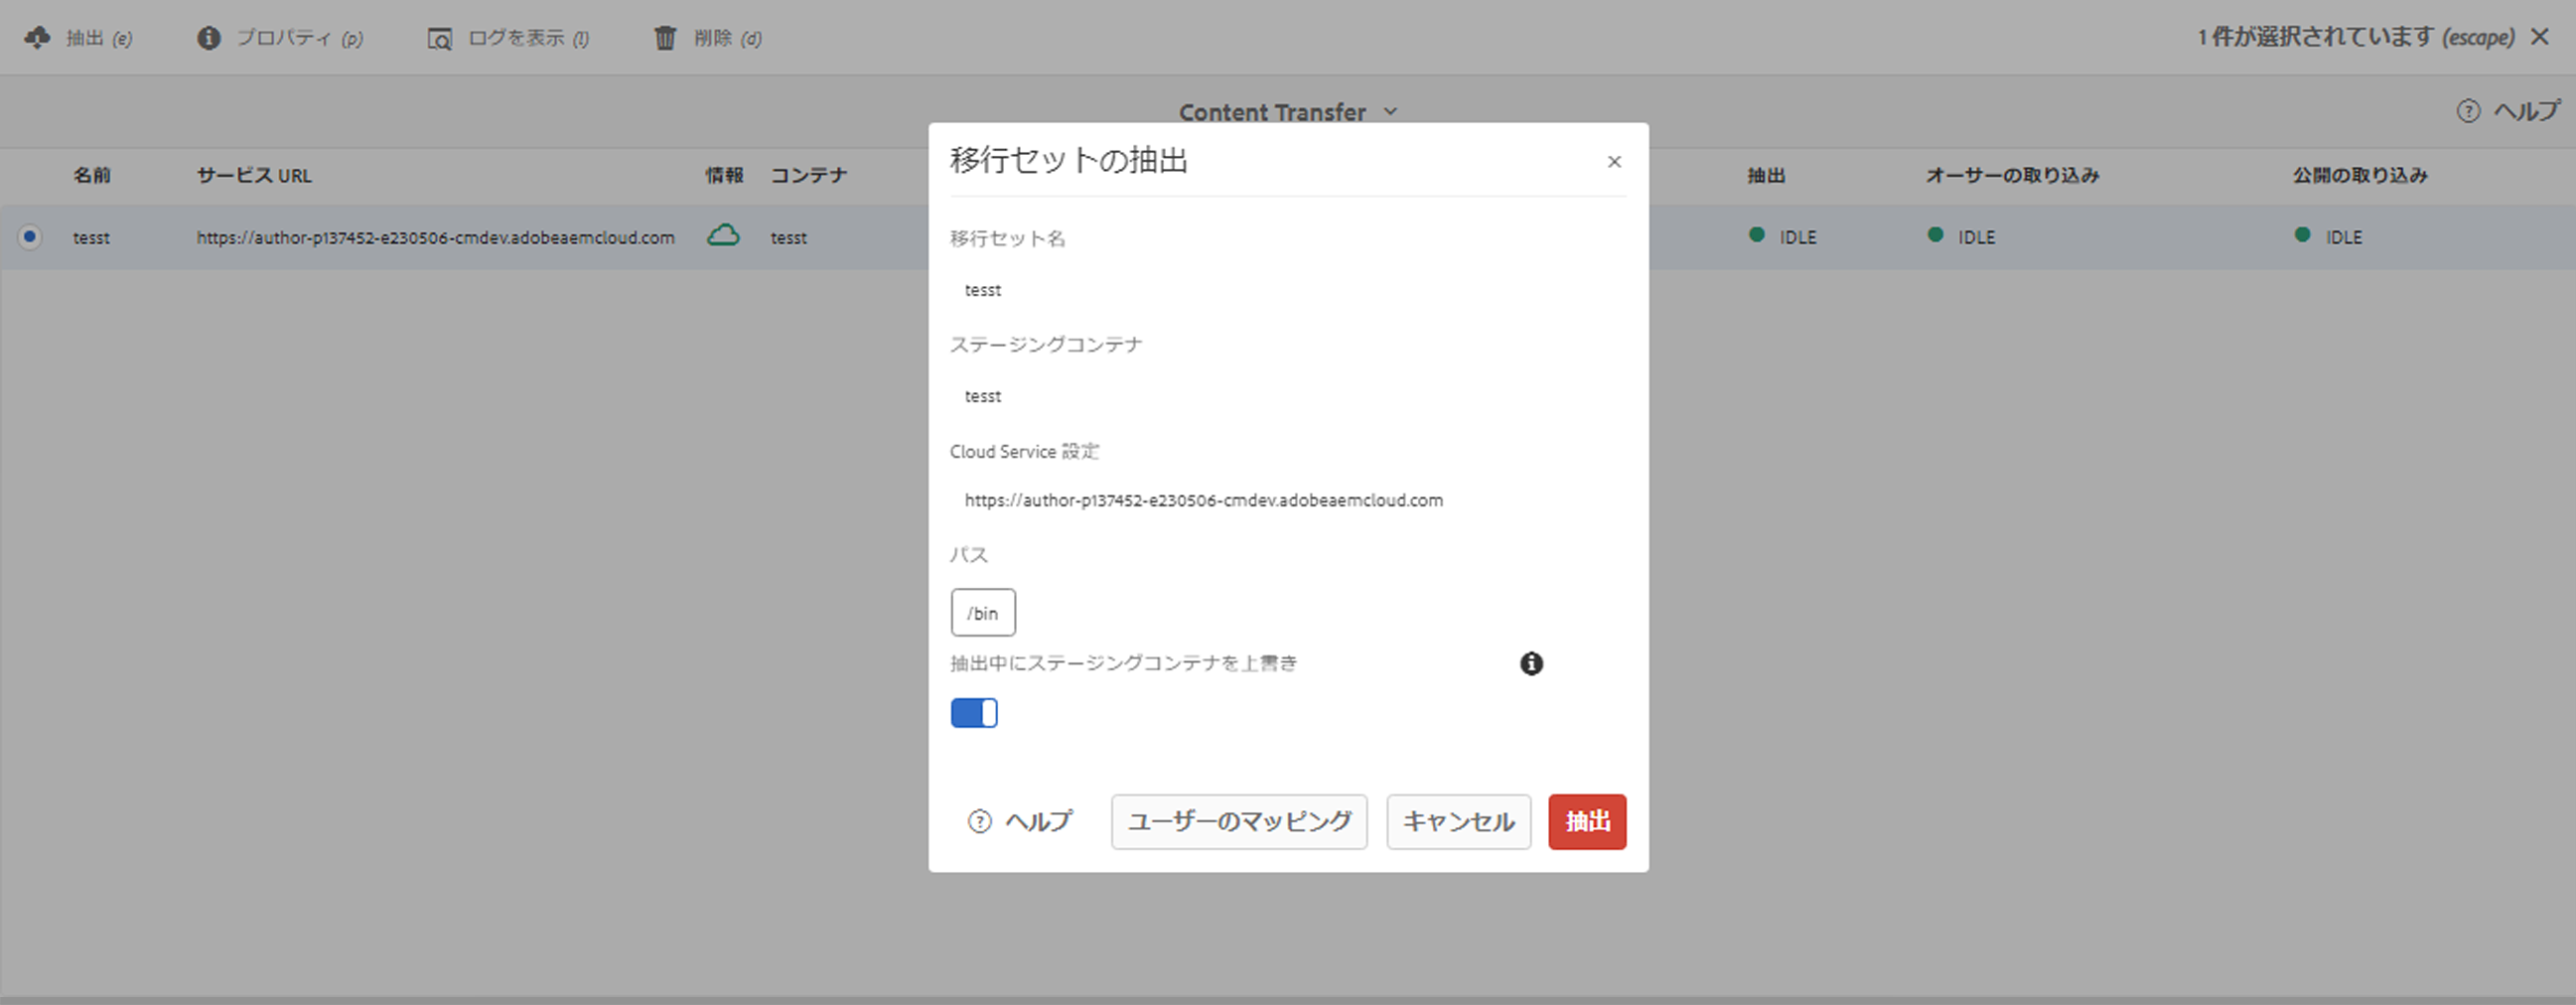 抽出 (e) プロパティ (p) ログを表示 (l) 削除 (d) 1 件が選択されています (escape)
Content Transfer
ヘルプ
名前 サービス URL 情報 コンテナ 抽出 オーサーの取り込み 公開の取り込み
tesst https://author-p137452-e230506-cmdev.adobeaemcloud.com tesst IDLE IDLE IDLE
移行セットの抽出
移行セット名
tesst
ステージングコンテナ
tesst
Cloud Service 設定
https://author-p137452-e230506-cmdev.adobeaemcloud.com
パス
/bin
抽出中にステージングコンテナを上書き
ヘルプ ユーザーのマッピング キャンセル 抽出